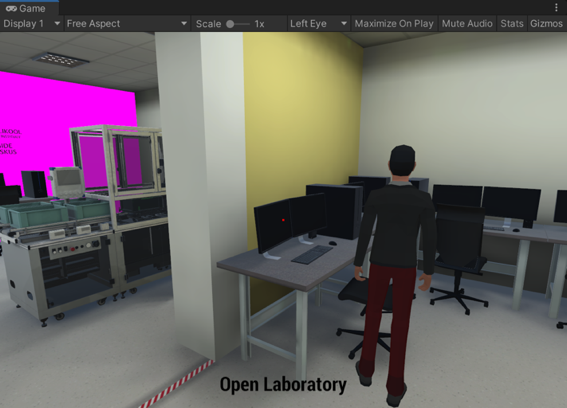 Game
Display 1 Free Aspect Scale 1x Left Eye Maximize On Play Mute Audio Stats Gizmos
Open Laboratory